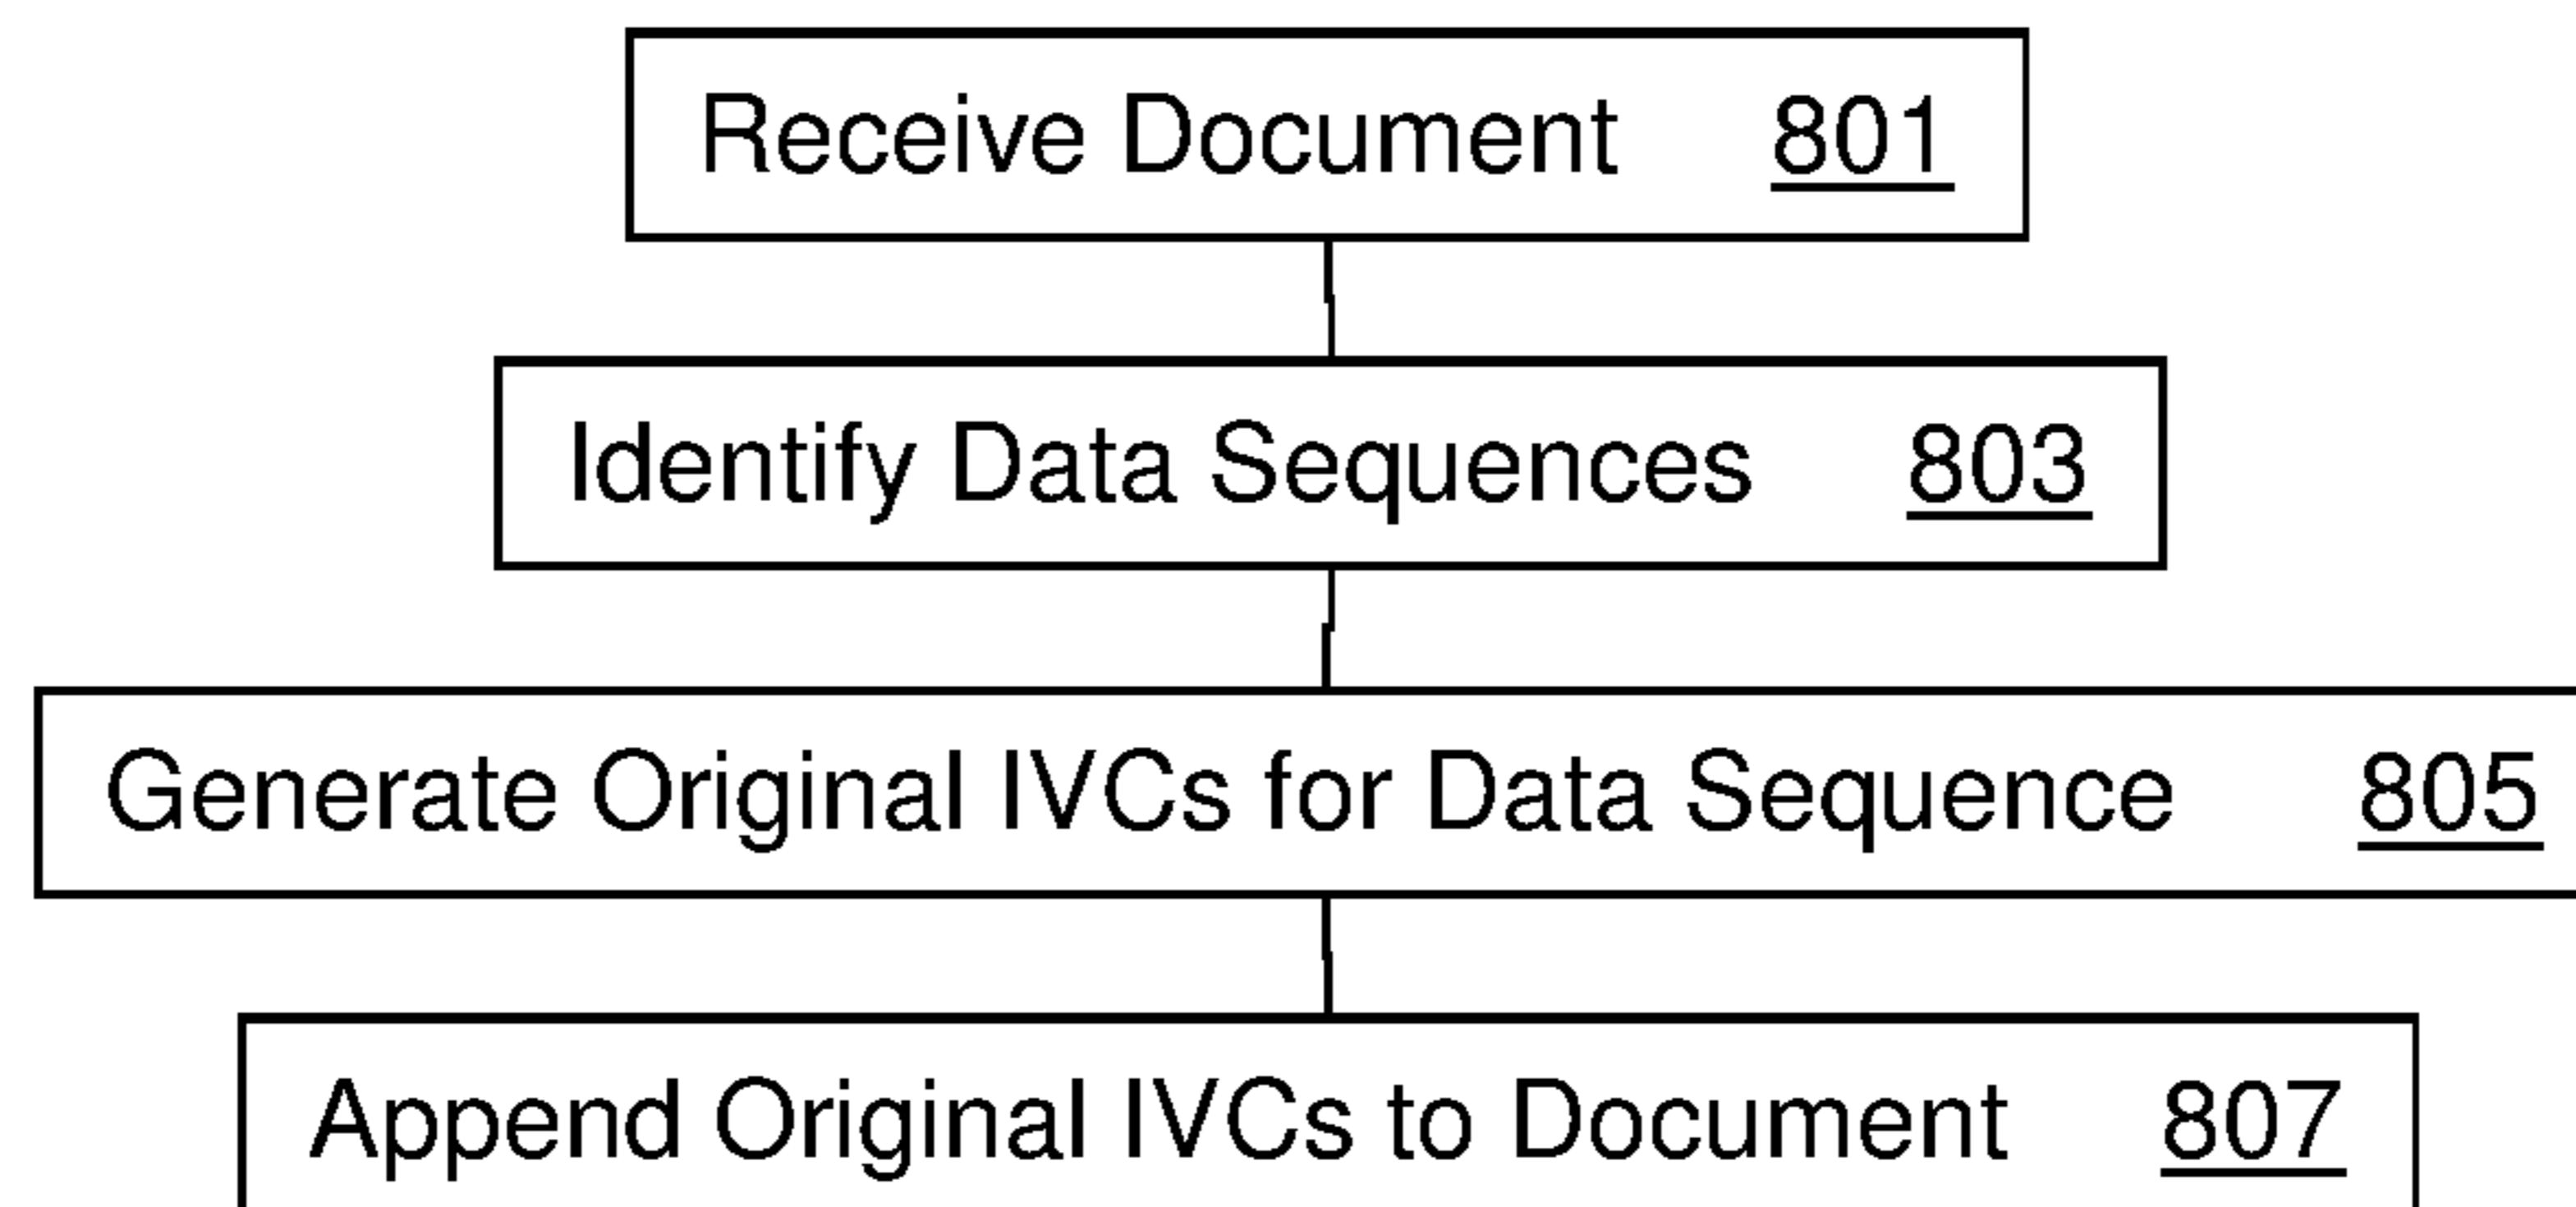 Receive Document 801
Identify Data Sequences 803
Generate Original IVCs for Data Sequence 805
Append Original IVCs to Document 807